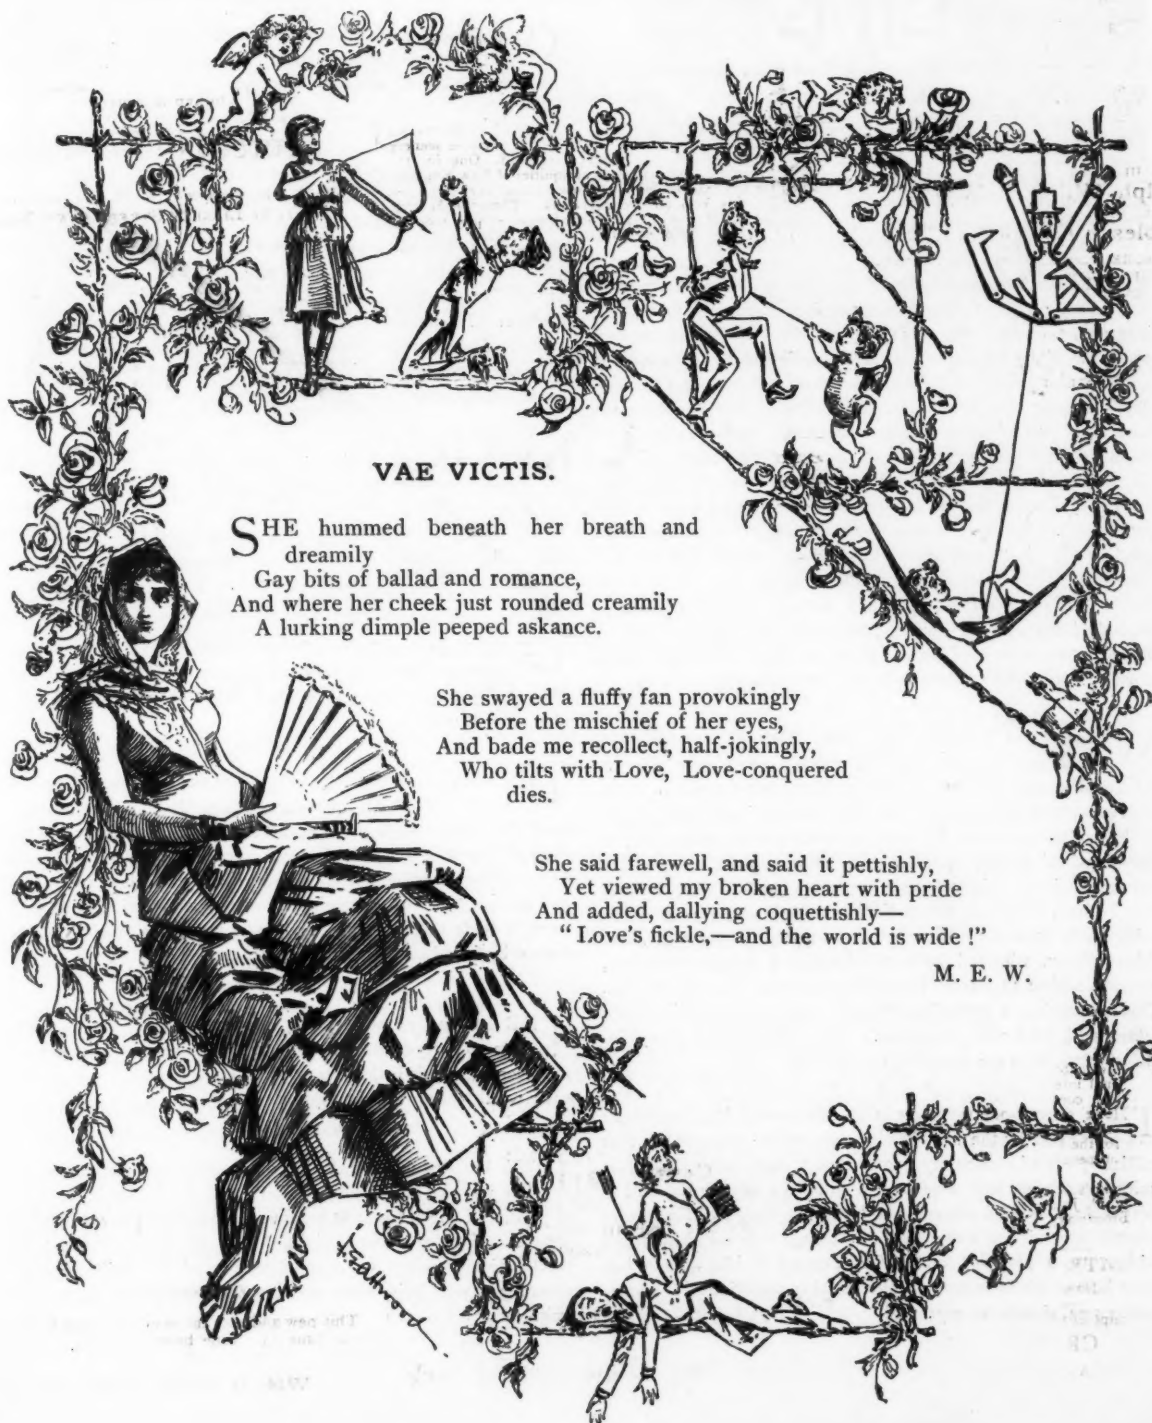 VAE VICTIS.
SHE hummed beneath her breath and
dreamily
Gay bits of ballad and romance,
And where her cheek just rounded creamily
A lurking dimple peeped askance.
She swayed a fluffy fan provokingly
Before the mischief of her eyes,
And bade me recollect, half-jokingly,
Who tilts with Love, Love-conquered
dies.
She said farewell, and said it pettishly,
Yet viewed my broken heart with pride
And added, dallying coquettishly—
"Love's fickle,—and the world is wide!"
M. E. W.